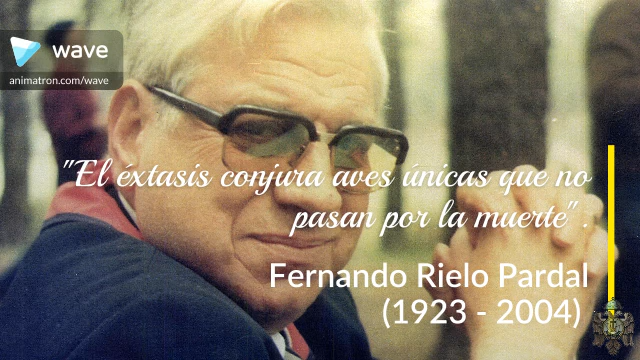 wave
animatron.com/wave
"El éxtasis conjura aves únicas que no
pasan por la muerte".
Fernando Rielo Pardal
(1923 - 2004)